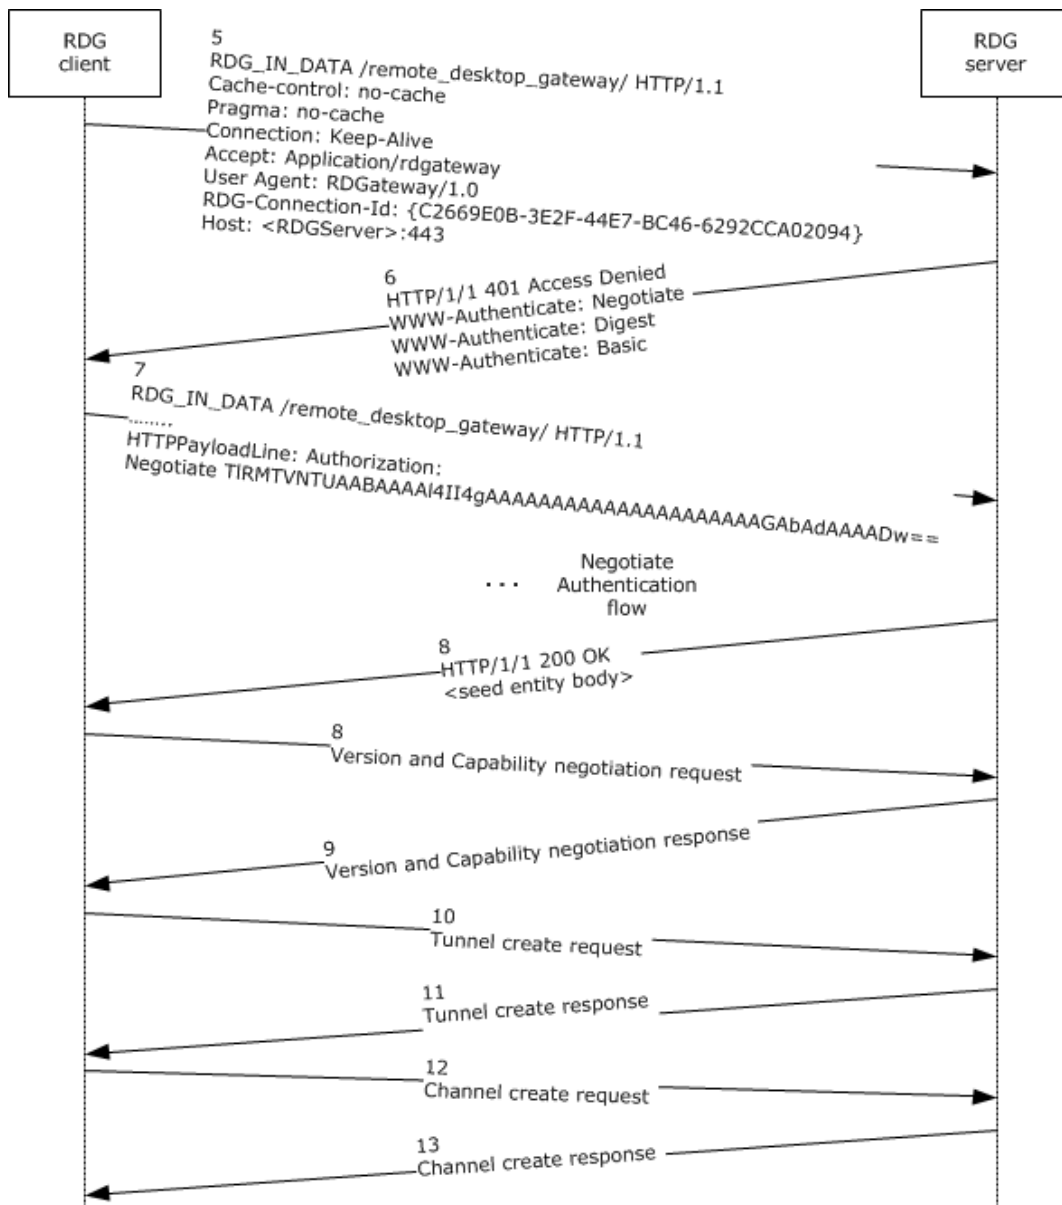 RDG
client
RDG
server
5
RDG_IN_DATA /remote_desktop_gateway/ HTTP/1.1
Cache-control: no-cache
Pragma: no-cache
Connection: Keep-Alive
Accept: Application/rdgateway
User Agent: RDGateway/1.0
RDG-Connection-Id: {C2669E0B-3E2F-44E7-BC46-6292CCA02094}
Host: <RDGServer>:443
6
HTTP/1/1 401 Access Denied
WWW-Authenticate: Negotiate
WWW-Authenticate: Digest
WWW-Authenticate: Basic
7
RDG_IN_DATA /remote_desktop_gateway/ HTTP/1.1
........
HTTPPayloadLine: Authorization:
Negotiate TlRMTVNTUAABAAAAl4II4gAAAAAAAAAAAAAAAAAAAAAGAbAdAAAADw==
...
Negotiate
Authentication
flow
8
HTTP/1/1 200 OK
<seed entity body>
8
Version and Capability negotiation request
9
Version and Capability negotiation response
10
Tunnel create request
11
Tunnel create response
12
Channel create request
13
Channel create response